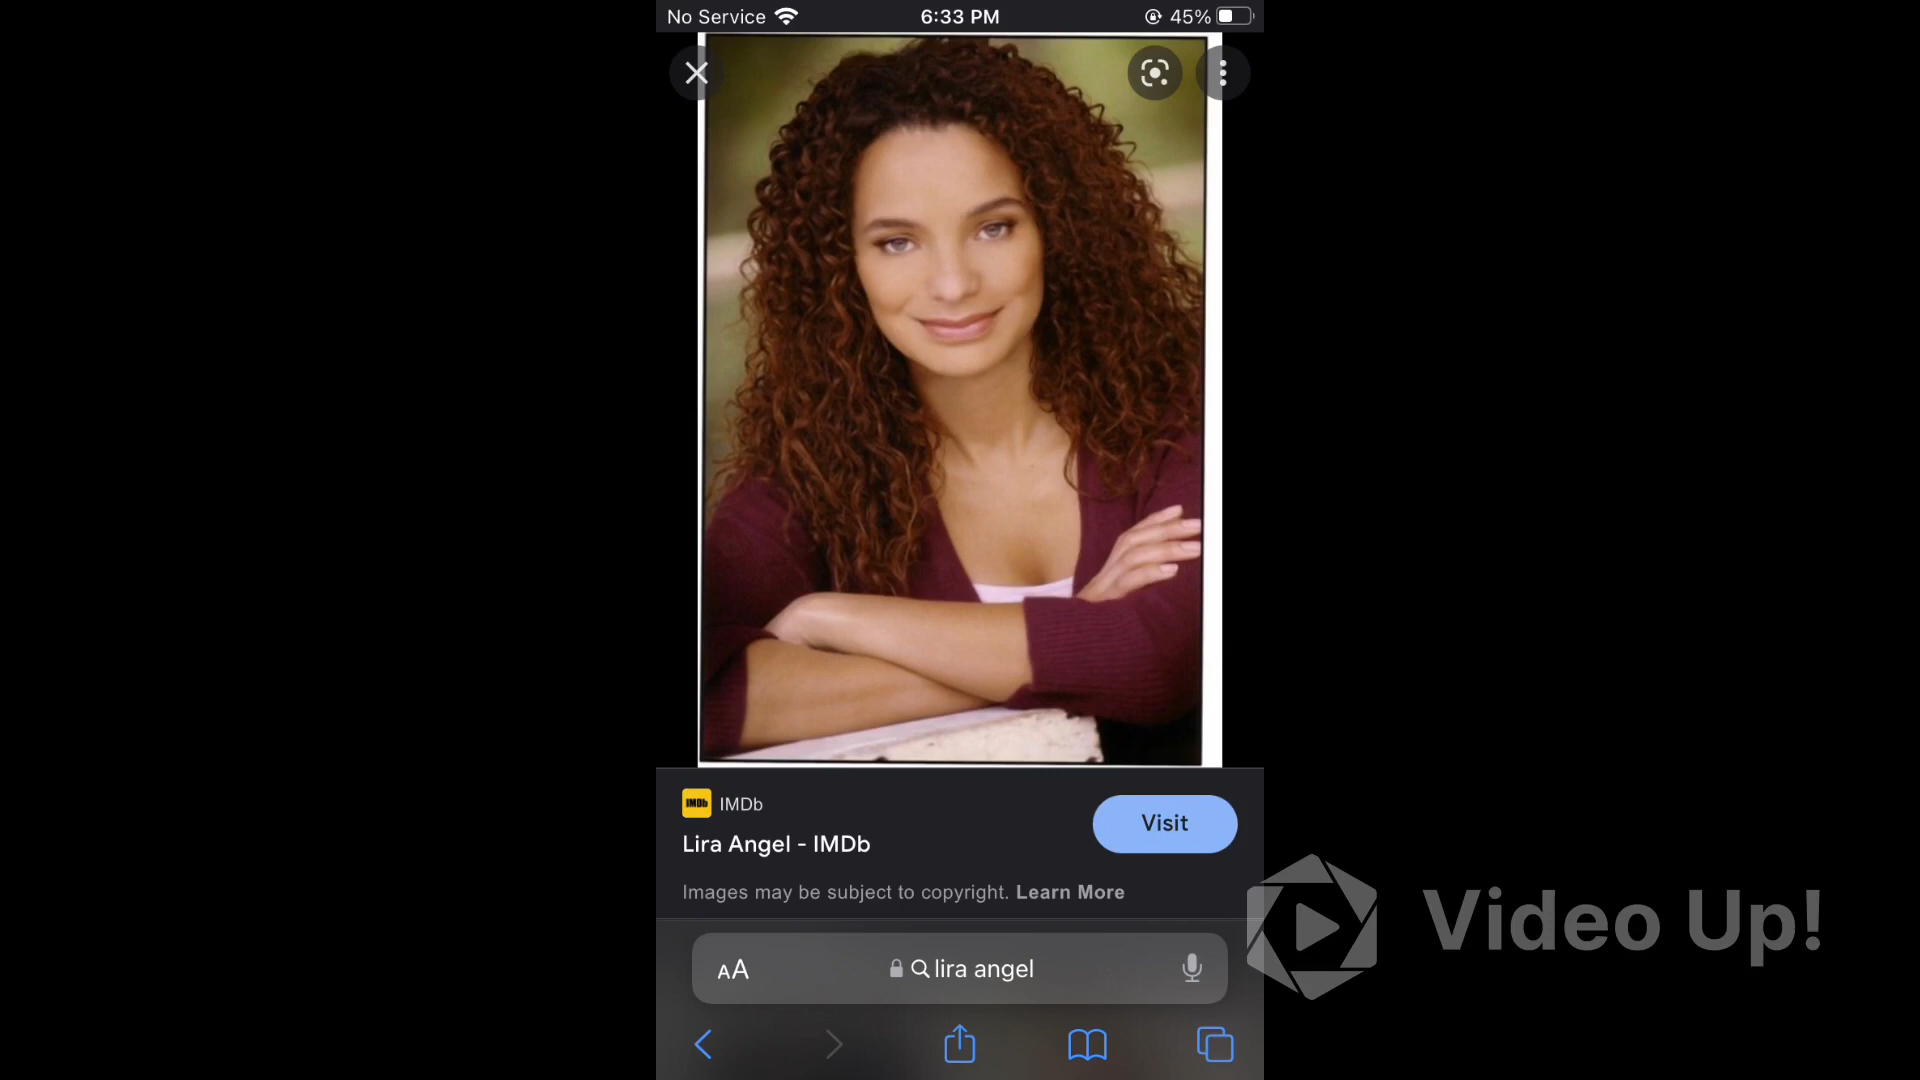 No Service
6:33 PM
45%
IMDb
IMDb
Visit
Lira Angel - IMDb
Images may be subject to copyright. Learn More
AA
lira angel
Video Up!